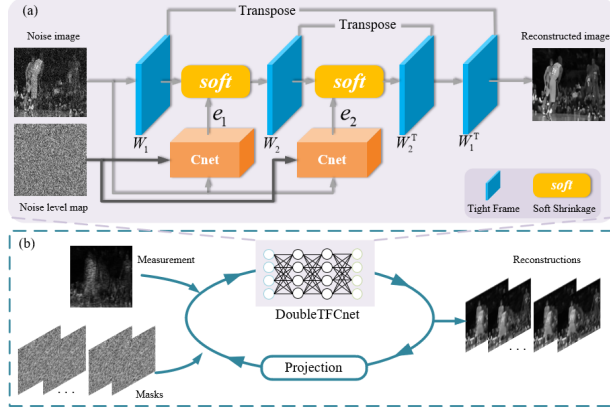 (a)
Transpose
Transpose
Noise image
Reconstructed image
soft
soft
e1
e2
W1
W2
W2T
W1T
Cnet
Cnet
Noise level map
soft
Tight Frame
Soft Shrinkage
(b)
Measurement
Reconstructions
DoubleTFCnet
Projection
. . .
. . .
Masks